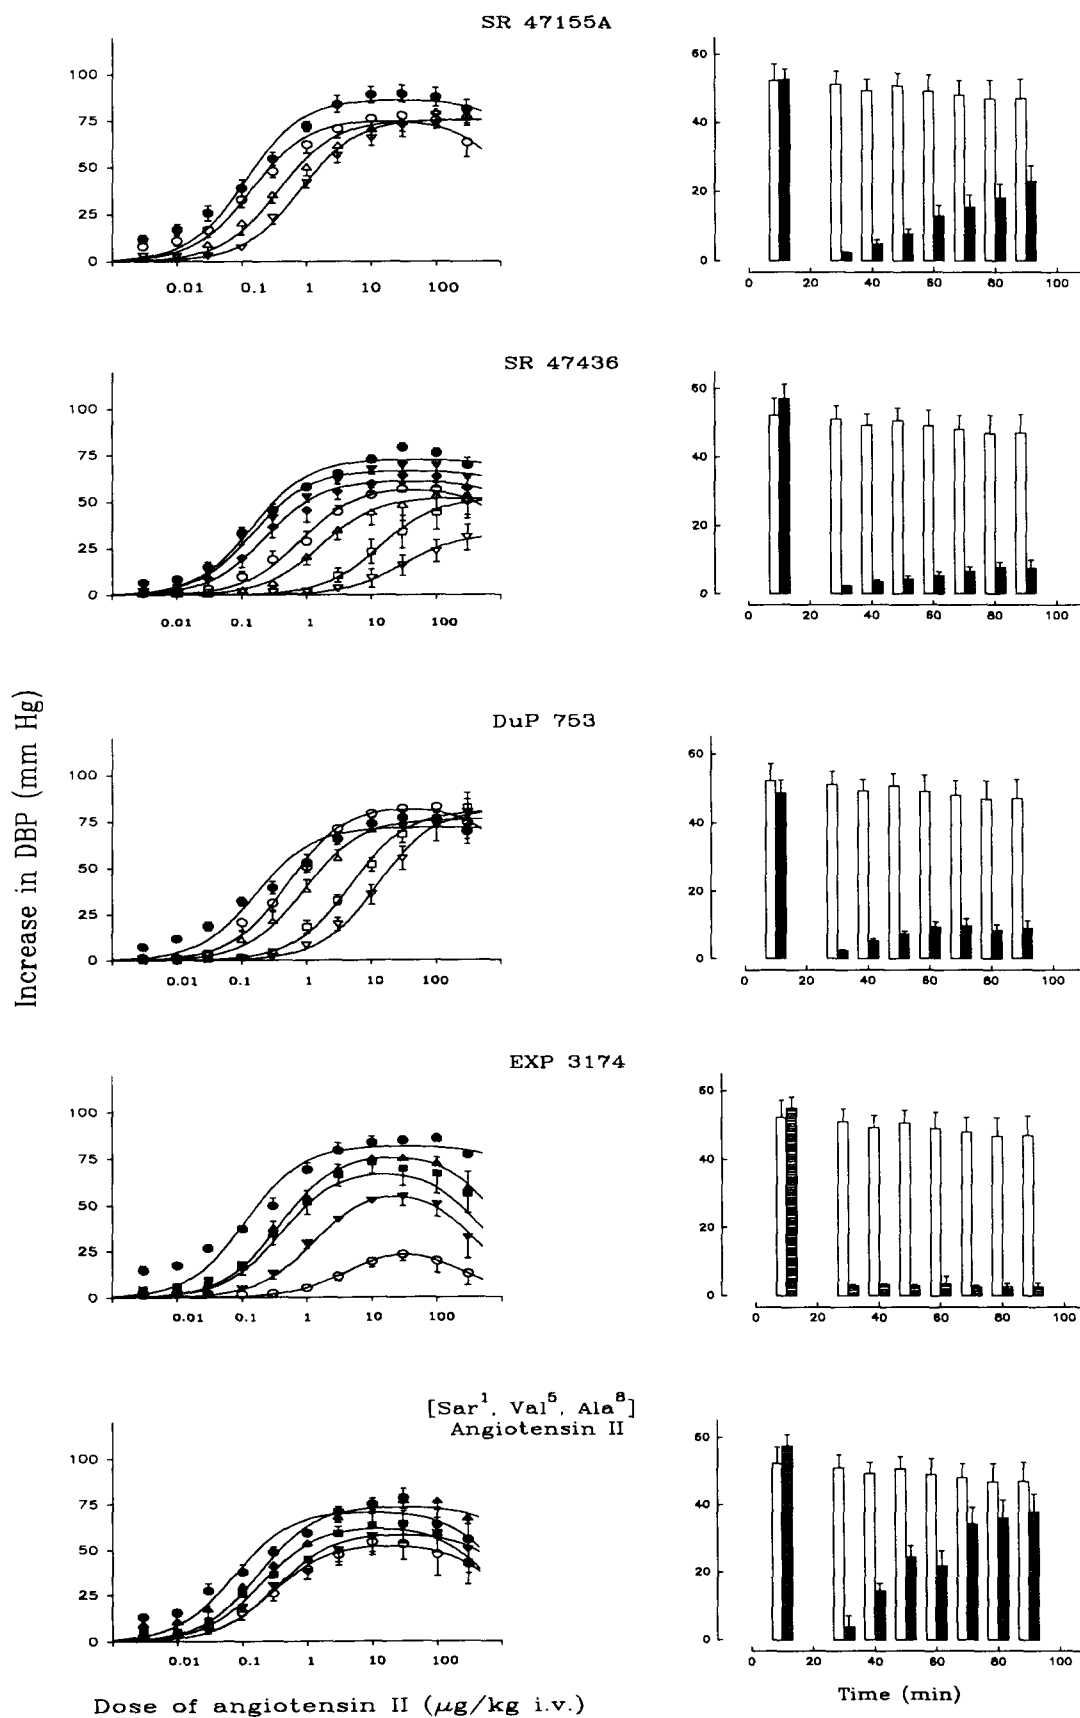 SR 47155A
100
75
50
25
0
0.01 0.1 1 10 100
60
40
20
0
0 20 40 60 80 100
SR 47436
100
75
50
25
0
0.01 0.1 1 10 100
60
40
20
0
0 20 40 60 80 100
Increase in DBP (mm Hg)
DuP 753
100
75
50
25
0
0.01 0.1 1 10 100
60
40
20
0
0 20 40 60 80 100
EXP 3174
100
75
50
25
0
0.01 0.1 1 10 100
60
40
20
0
0 20 40 60 80 100
[Sar1, Val5, Ala8]
Angiotensin II
100
75
50
25
0
0.01 0.1 1 10 100
60
40
20
0
0 20 40 60 80 100
Dose of angiotensin II (μg/kg i.v.)
Time (min)